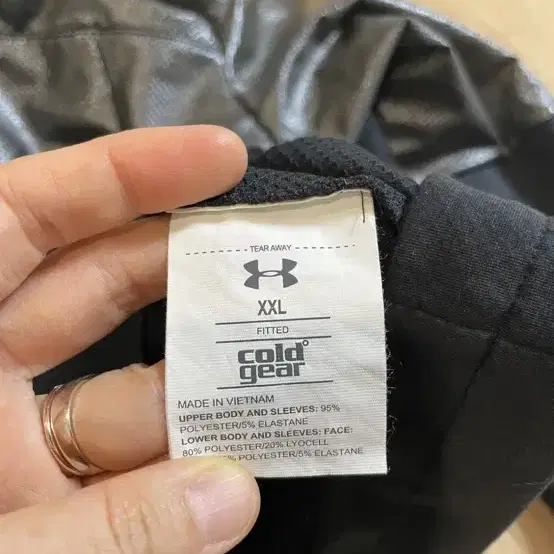 TEAR AWAY
XXL
FITTED
cold°
gear
MADE IN VIETNAM
UPPER BODY AND SLEEVES: 95%
POLYESTER/5% ELASTANE
LOWER BODY AND SLEEVES: FACE:
80% POLYESTER/20% LYOCELL
POLYESTER/5% ELASTANE